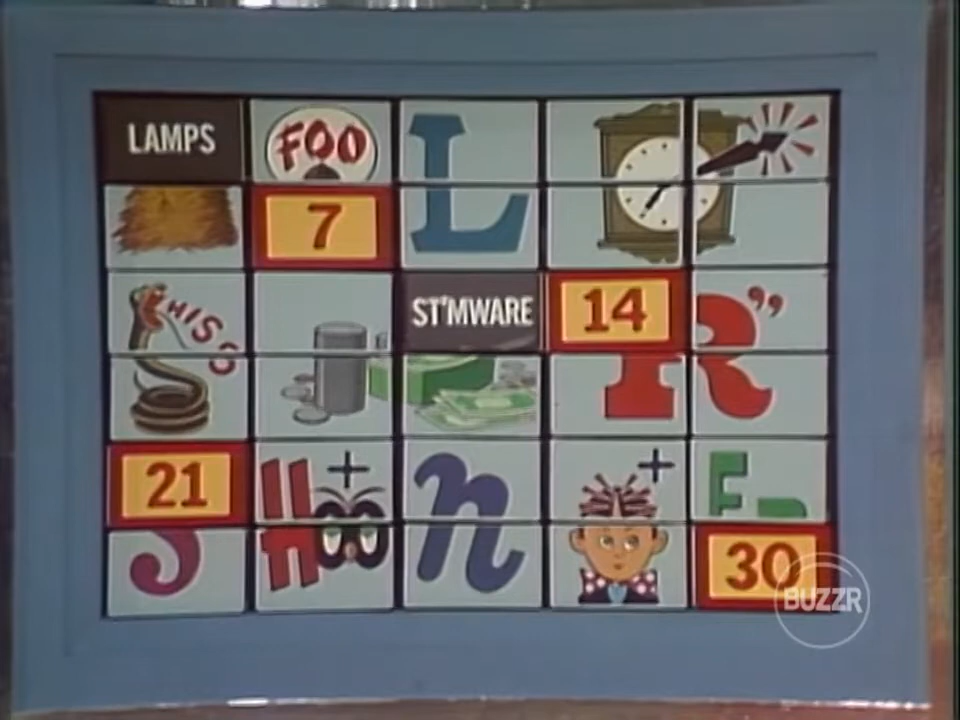 LAMPS FOO L
7
HISS ST'MWARE 14 R"
21 H + n + E
30
BUZZR